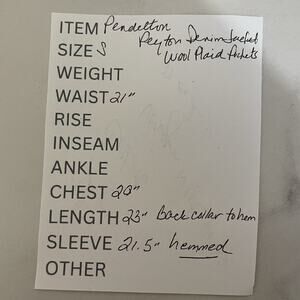 ITEM Pendelton
Peyton Denim Jacket
SIZE S Wool Plaid Pockets
WEIGHT
WAIST 21"
RISE
INSEAM
ANKLE
CHEST 20"
LENGTH 23" Back collar to hem
SLEEVE 21.5" hemmed
OTHER